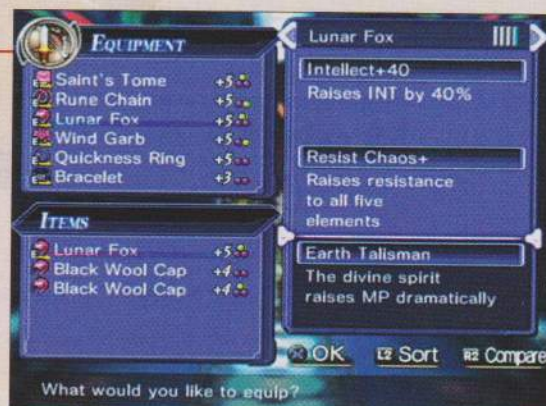 EQUIPMENT
E Saint's Tome +5
E Rune Chain +5
E Lunar Fox +5
E Wind Garb +5
E Quickness Ring +5
E Bracelet +3
ITEMS
E Lunar Fox +5
Black Wool Cap +4
Black Wool Cap +4
Lunar Fox
Intellect+40
Raises INT by 40%
Resist Chaos+
Raises resistance
to all five
elements
Earth Talisman
The divine spirit
raises MP dramatically
OK L2 Sort R2 Compare
What would you like to equip?